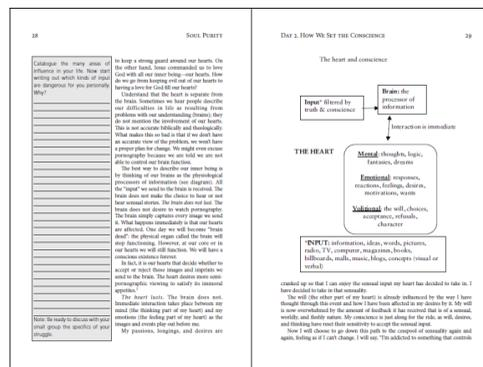 28
SOUL PURITY
Catalogue the many areas of
influence in your life. Now start
writing out which kinds of input
are dangerous for you personally.
Why?
Note: Be ready to discuss with your
small group the specifics of your
struggle.
to keep a strong guard around our hearts. On
the other hand, Jesus commanded us to love
God with all our inner being—our hearts. How
do we go from keeping evil out of our hearts to
having a love for God fill our hearts?
Understand that the heart is separate from
the brain. Sometimes we hear people describe
our difficulties in life as resulting from
problems with our understanding (brains); they
do not mention the involvement of our hearts.
This is not accurate biblically and theologically.
What makes this so bad is that if we don't have
an accurate view of the problem, we won't have
a proper plan for change. We might even excuse
pornography because we are told we are not
able to control our brain function.
The best way to describe our inner being is
by thinking of our brains as the physiological
processors of information (see diagram). All
the "input" we send to the brain is received. The
brain does not make the choice to hear or not
hear sensual stories. The brain does not lust. The
brain does not desire to watch pornography.
The brain simply captures every image we send
it. What happens immediately is that our hearts
are affected. One day we will become "brain
dead": the physical organ called the brain will
stop functioning. However, at our core or in
our hearts we will still function. We will have a
conscious existence forever.
In fact, it is our hearts that decide whether to
accept or reject those images and imprints we
send to the brain. The heart desires more semi-
pornographic viewing to satisfy its immoral
appetites.
The heart lusts. The brain does not.
Immediate interaction takes place between my
mind (the thinking part of my heart) and my
emotions (the feeling part of my heart) as the
images and events play out before me.
My passions, longings, and desires are
DAY 2. HOW WE SET THE CONSCIENCE
29
The heart and conscience
Input* filtered by
truth & conscience
Brain: the
processor of
information
Interaction is immediate
THE HEART
Mental: thoughts, logic,
fantasies, dreams
Emotional: responses,
reactions, feelings, desires,
motivations, wants
Volitional: the will, choices,
acceptance, refusals,
character
*INPUT: information, ideas, words, pictures,
radio, TV, computer, magazines, books,
billboards, malls, music, blogs, concepts (visual or
verbal)
cranked up so that I can enjoy the sensual input my heart has decided to take in. I
have decided to take in that sensuality.
The will (the other part of my heart) is already influenced by the way I have
thought through this event and how I have been affected in my desires by it. My will
is now overwhelmed by the amount of feedback it has received that is of a sensual,
worldly, and fleshly nature. My conscience is just along for the ride, as will, desires,
and thinking have reset their sensitivity to accept the sensual input.
Now I will choose to go down this path to the cesspool of sensuality again and
again, feeling as if I can't change. I will say, "I'm addicted to something that controls